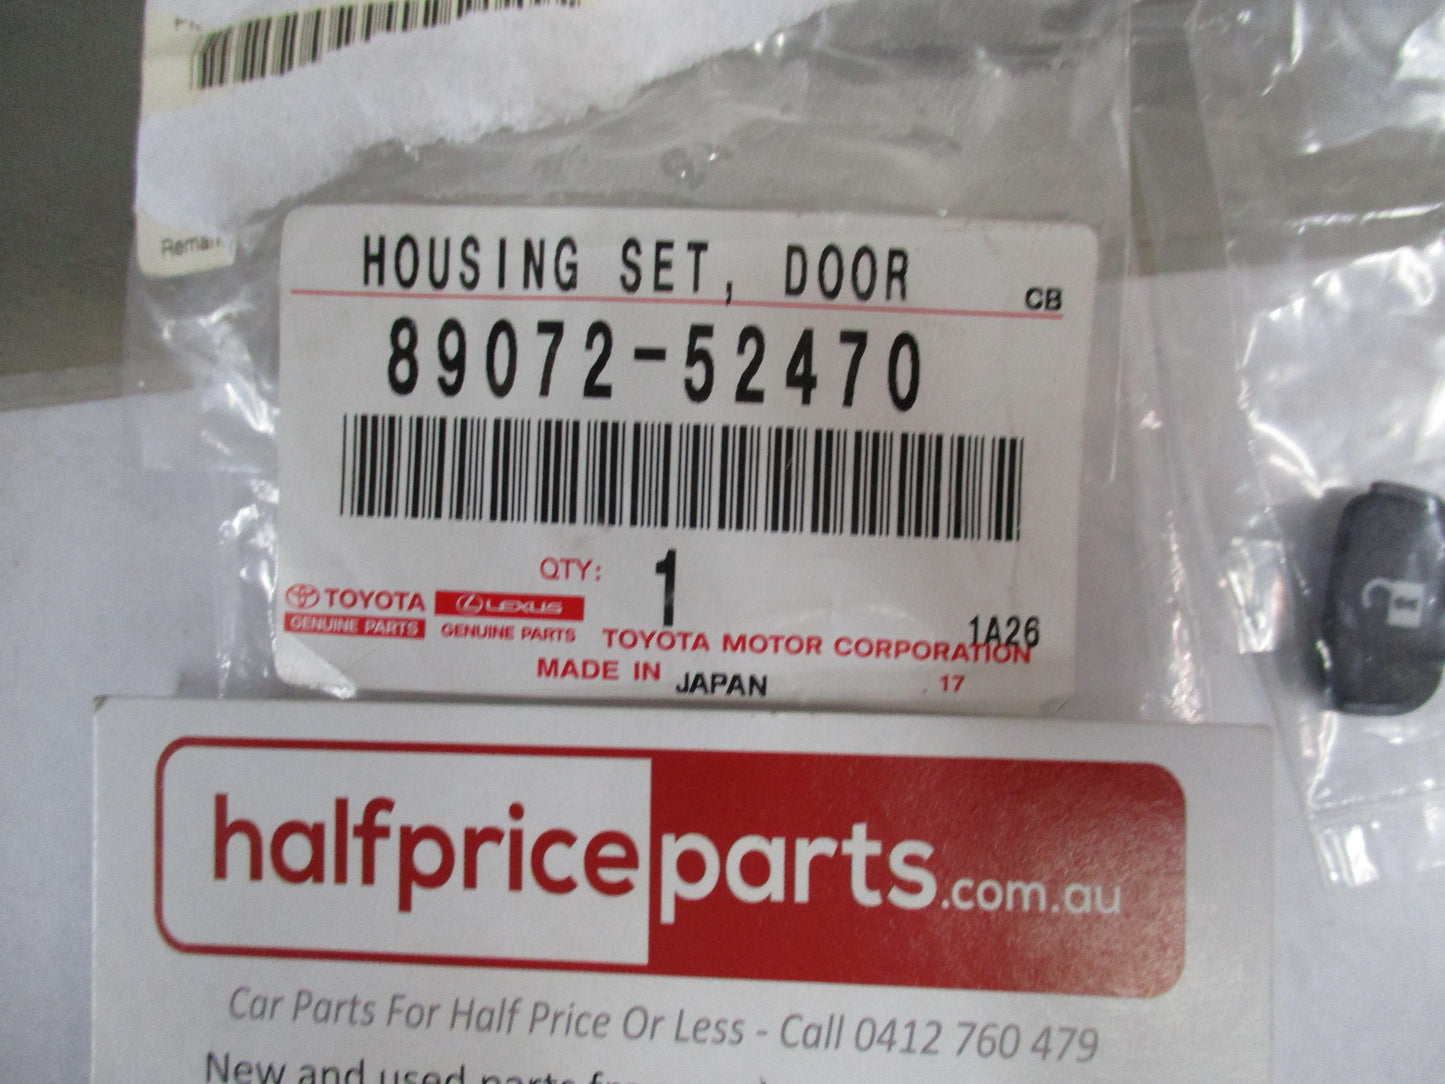 HOUSING SET, DOOR
CB
89072-52470
QTY: 1
TOYOTA LEXUS
GENUINE PARTS GENUINE PARTS
1A26
TOYOTA MOTOR CORPORATION
MADE IN JAPAN 17
halfpriceparts.com.au
Car Parts For Half Price Or Less - Call 0412 760 479
New and used parts